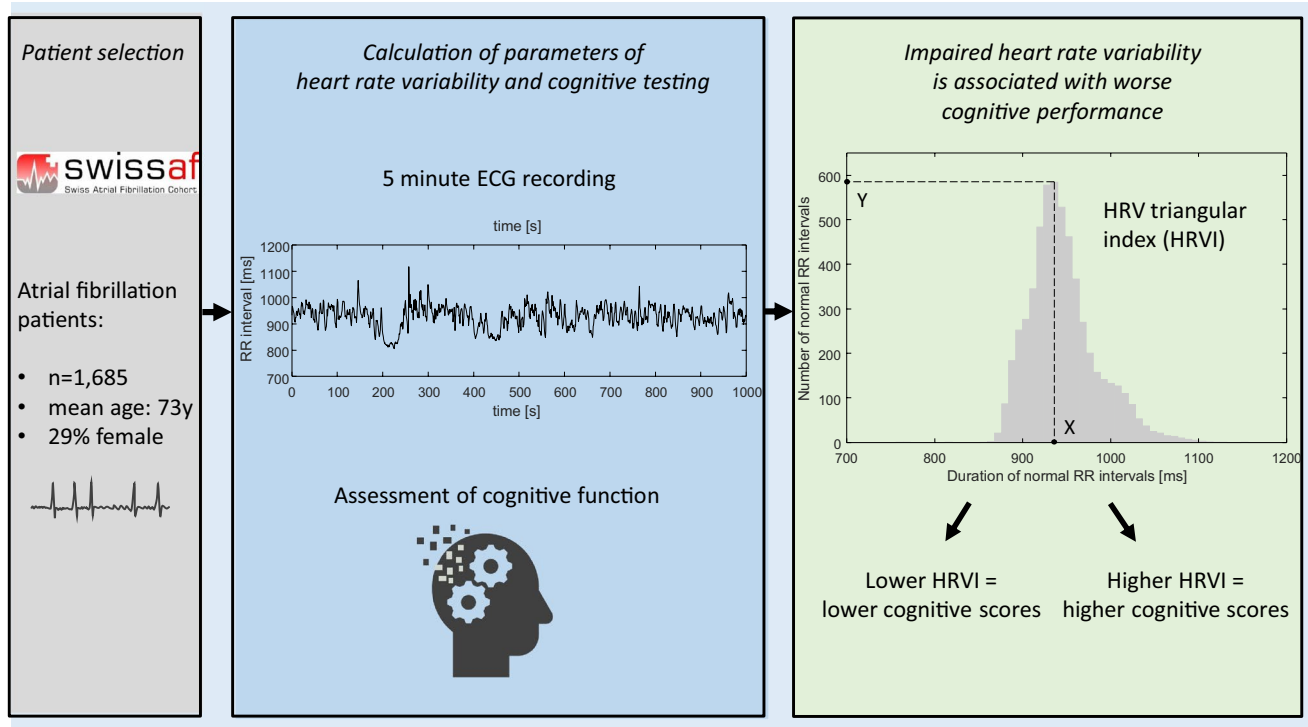 Patient selection
swissaf
Swiss Atrial Fibrillation Cohort
Atrial fibrillation
patients:
• n=1,685
• mean age: 73y
• 29% female
Calculation of parameters of
heart rate variability and cognitive testing
5 minute ECG recording
time [s]
RR interval [ms]
1200
1100
1000
900
800
700
0 100 200 300 400 500 600 700 800 900 1000
time [s]
Assessment of cognitive function
Impaired heart rate variability
is associated with worse
cognitive performance
Number of normal RR intervals
600
500
400
300
200
100
0
Y
HRV triangular
index (HRVI)
X
700 800 900 1000 1100 1200
Duration of normal RR intervals [ms]
Lower HRVI =
lower cognitive scores
Higher HRVI =
higher cognitive scores